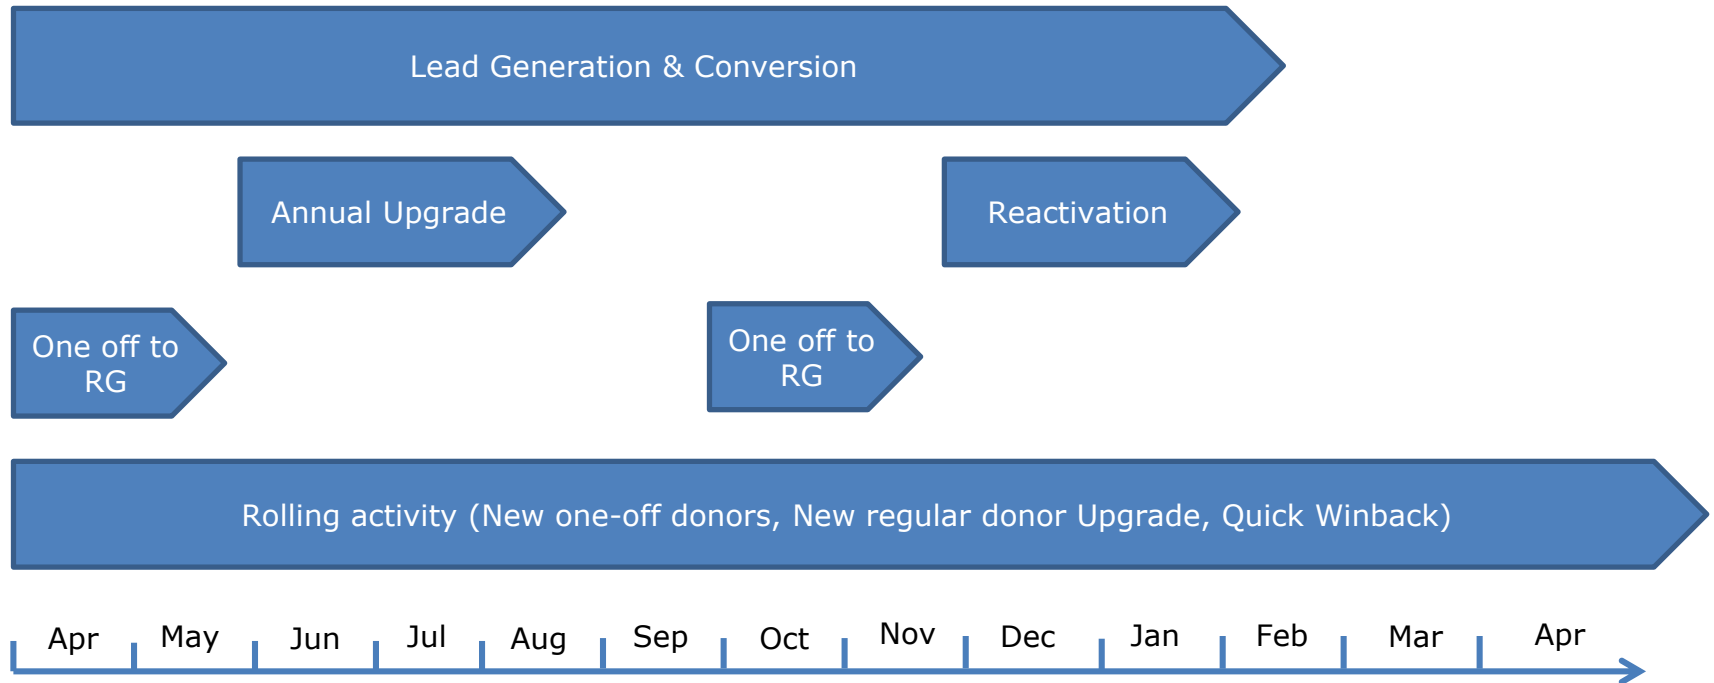 Lead Generation & Conversion
Annual Upgrade
Reactivation
One off to
RG
One off to
RG
Rolling activity (New one-off donors, New regular donor Upgrade, Quick Winback)
Apr May Jun Jul Aug Sep Oct Nov Dec Jan Feb Mar Apr